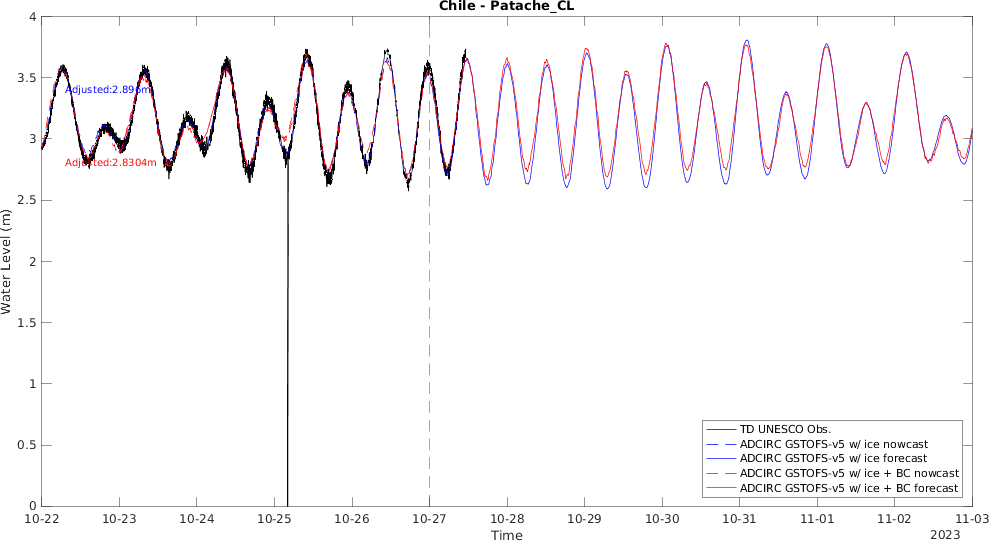 Chile - Patache_CL
4
3.5
3
2.5
2
1.5
1
0.5
0
Water Level (m)
Adjusted:2.896m
Adjusted:2.8304m
TD UNESCO Obs.
ADCIRC GSTOFS-v5 w/ ice nowcast
ADCIRC GSTOFS-v5 w/ ice forecast
ADCIRC GSTOFS-v5 w/ ice + BC nowcast
ADCIRC GSTOFS-v5 w/ ice + BC forecast
10-22 10-23 10-24 10-25 10-26 10-27 10-28 10-29 10-30 10-31 11-01 11-02 11-03
Time
2023